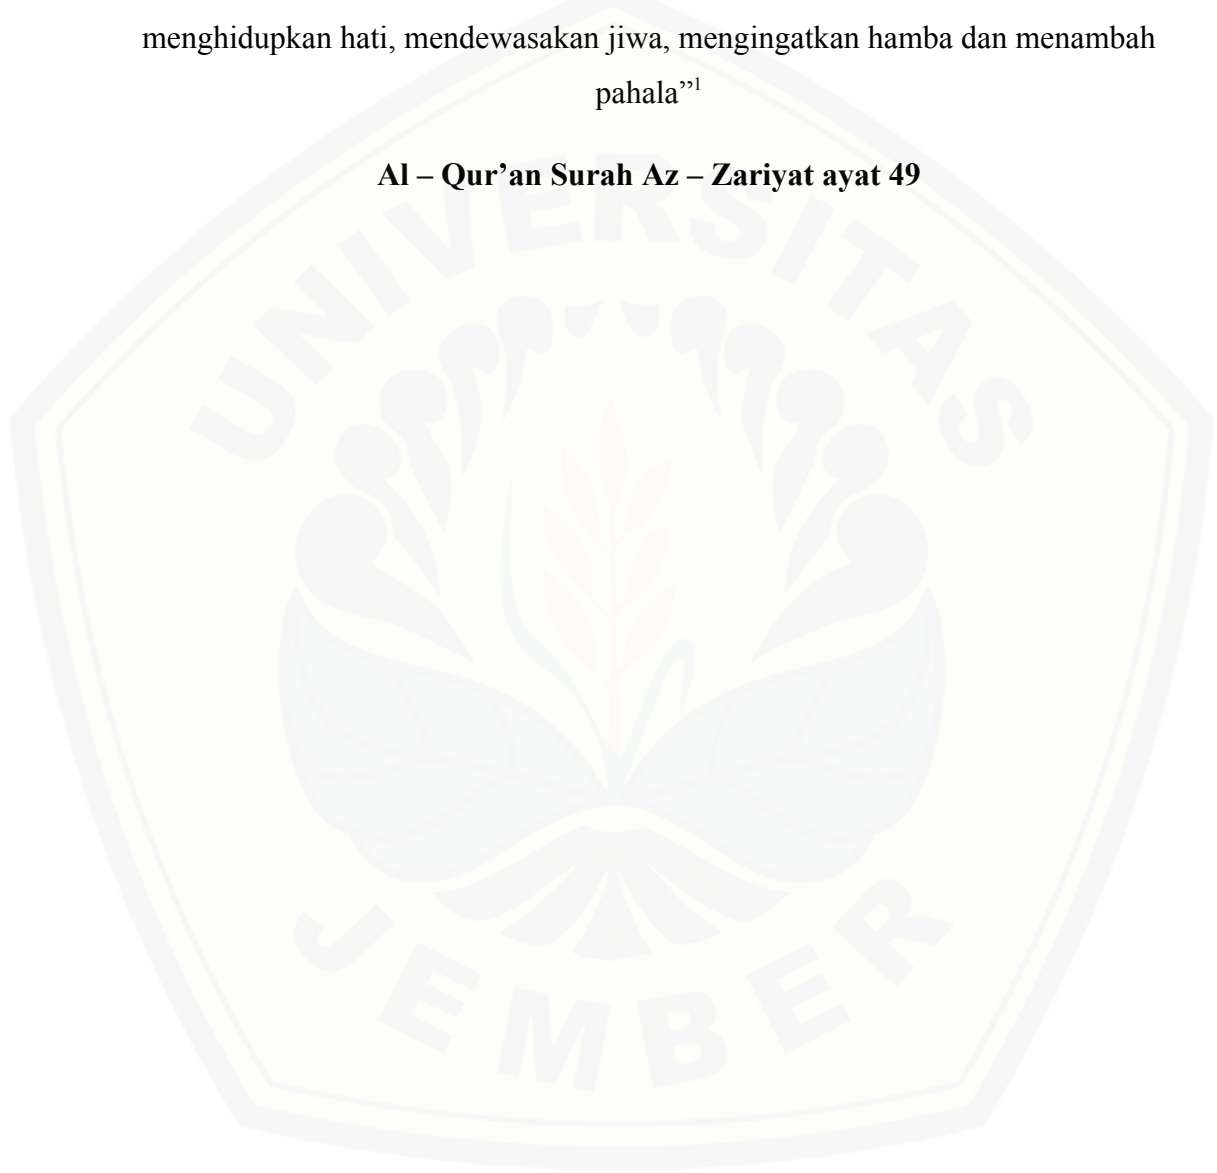 menghidupkan hati, mendewasakan jiwa, mengingatkan hamba dan menambah
pahala”1
Al – Qur’an Surah Az – Zariyat ayat 49
UNIVERSITAS
JEMBER